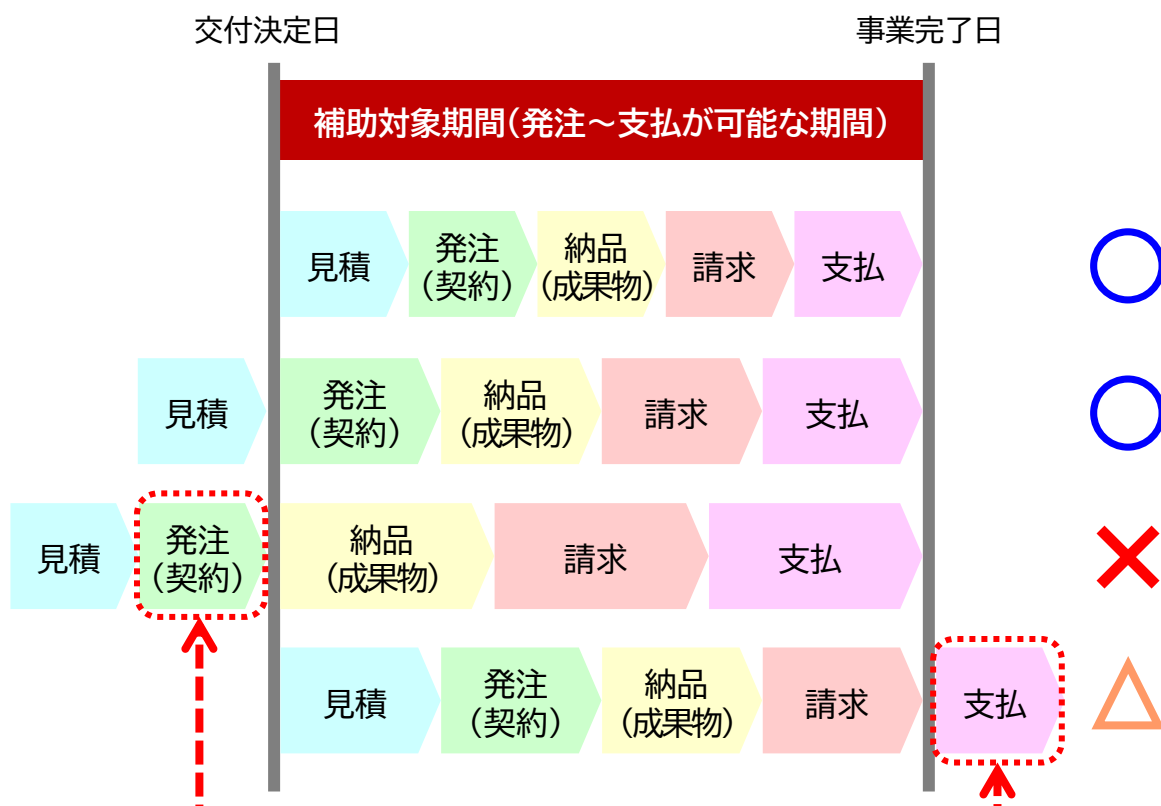 交付決定日
事業完了日
補助対象期間（発注～支払が可能な期間）
見積
発注
（契約）
納品
（成果物）
請求
支払
見積
発注
（契約）
納品
（成果物）
請求
支払
見積
発注
（契約）
納品
（成果物）
請求
支払
見積
発注
（契約）
納品
（成果物）
請求
支払